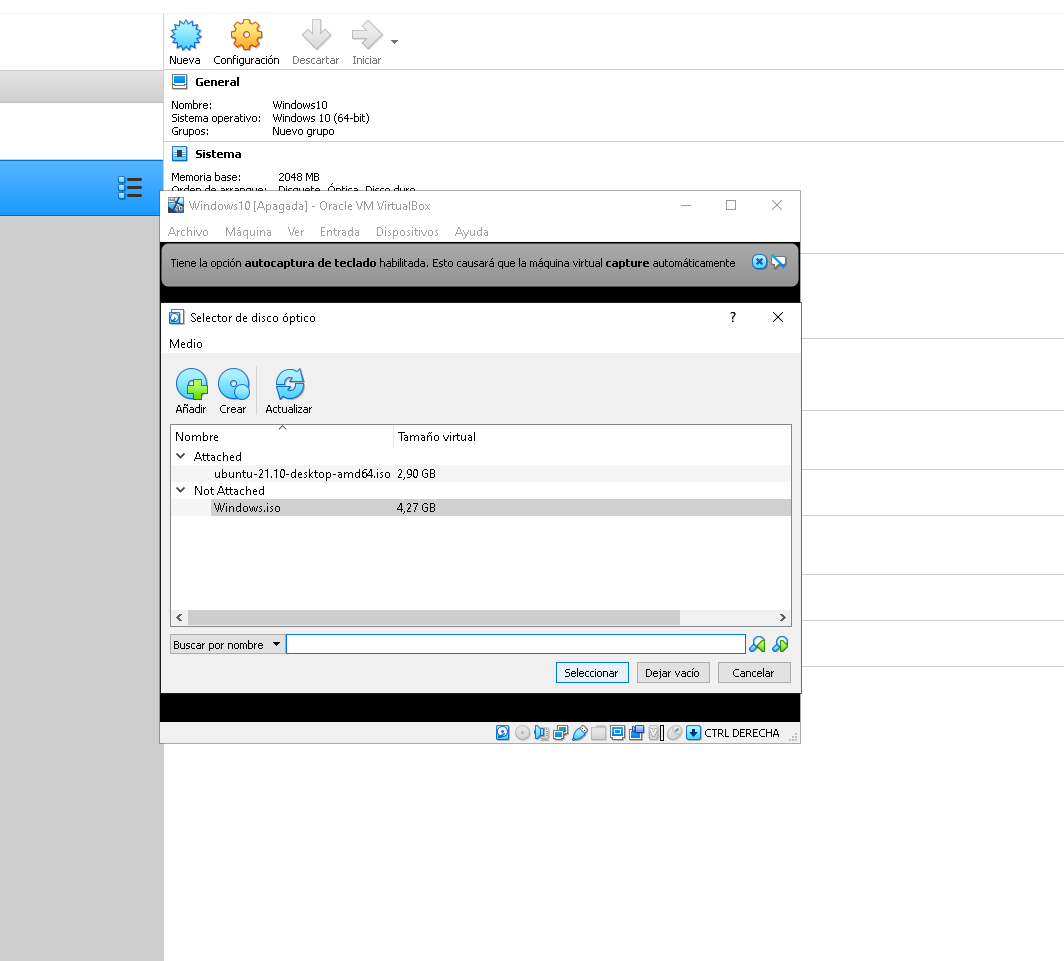 Nueva Configuración Descartar Iniciar
General
Nombre: Windows10
Sistema operativo: Windows 10 (64-bit)
Grupos: Nuevo grupo
Sistema
Memoria base: 2048 MB
Orden de arranque: Disquete, Óptica, Disco duro
Windows10 [Apagada] - Oracle VM VirtualBox
Archivo Máquina Ver Entrada Dispositivos Ayuda
Tiene la opción autocaptura de teclado habilitada. Esto causará que la máquina virtual capture automáticamente
Selector de disco óptico ?
Medio
Añadir Crear Actualizar
Nombre Tamaño virtual
Attached
ubuntu-21.10-desktop-amd64.iso 2,90 GB
Not Attached
Windows.iso 4,27 GB
Buscar por nombre
Seleccionar Dejar vacío Cancelar
CTRL DERECHA